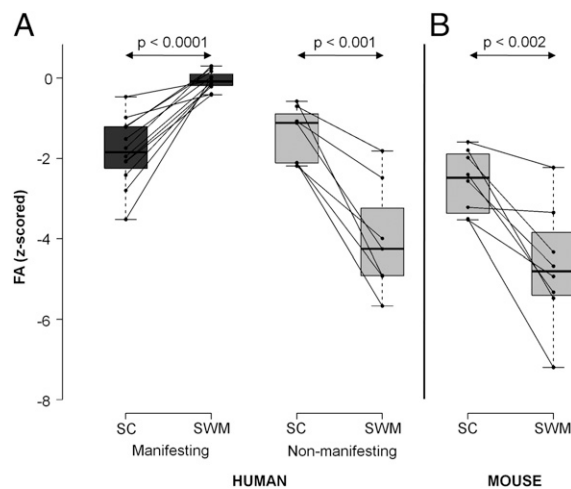 A
B
p < 0.0001
p < 0.001
p < 0.002
FA (z-scored)
0
-2
-4
-6
-8
SC
SWM
SC
SWM
SC
SWM
Manifesting
Non-manifesting
HUMAN
MOUSE